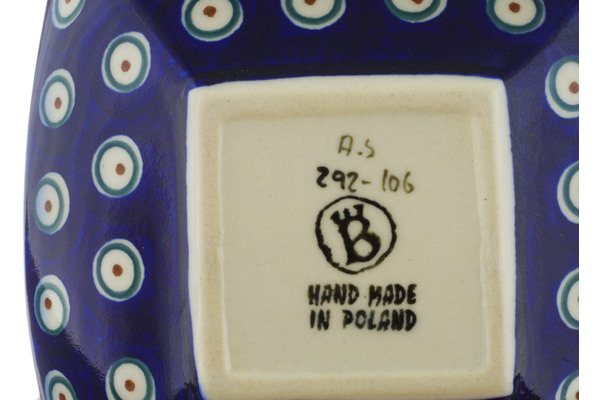 A.S
292-106
B
HAND MADE
IN POLAND